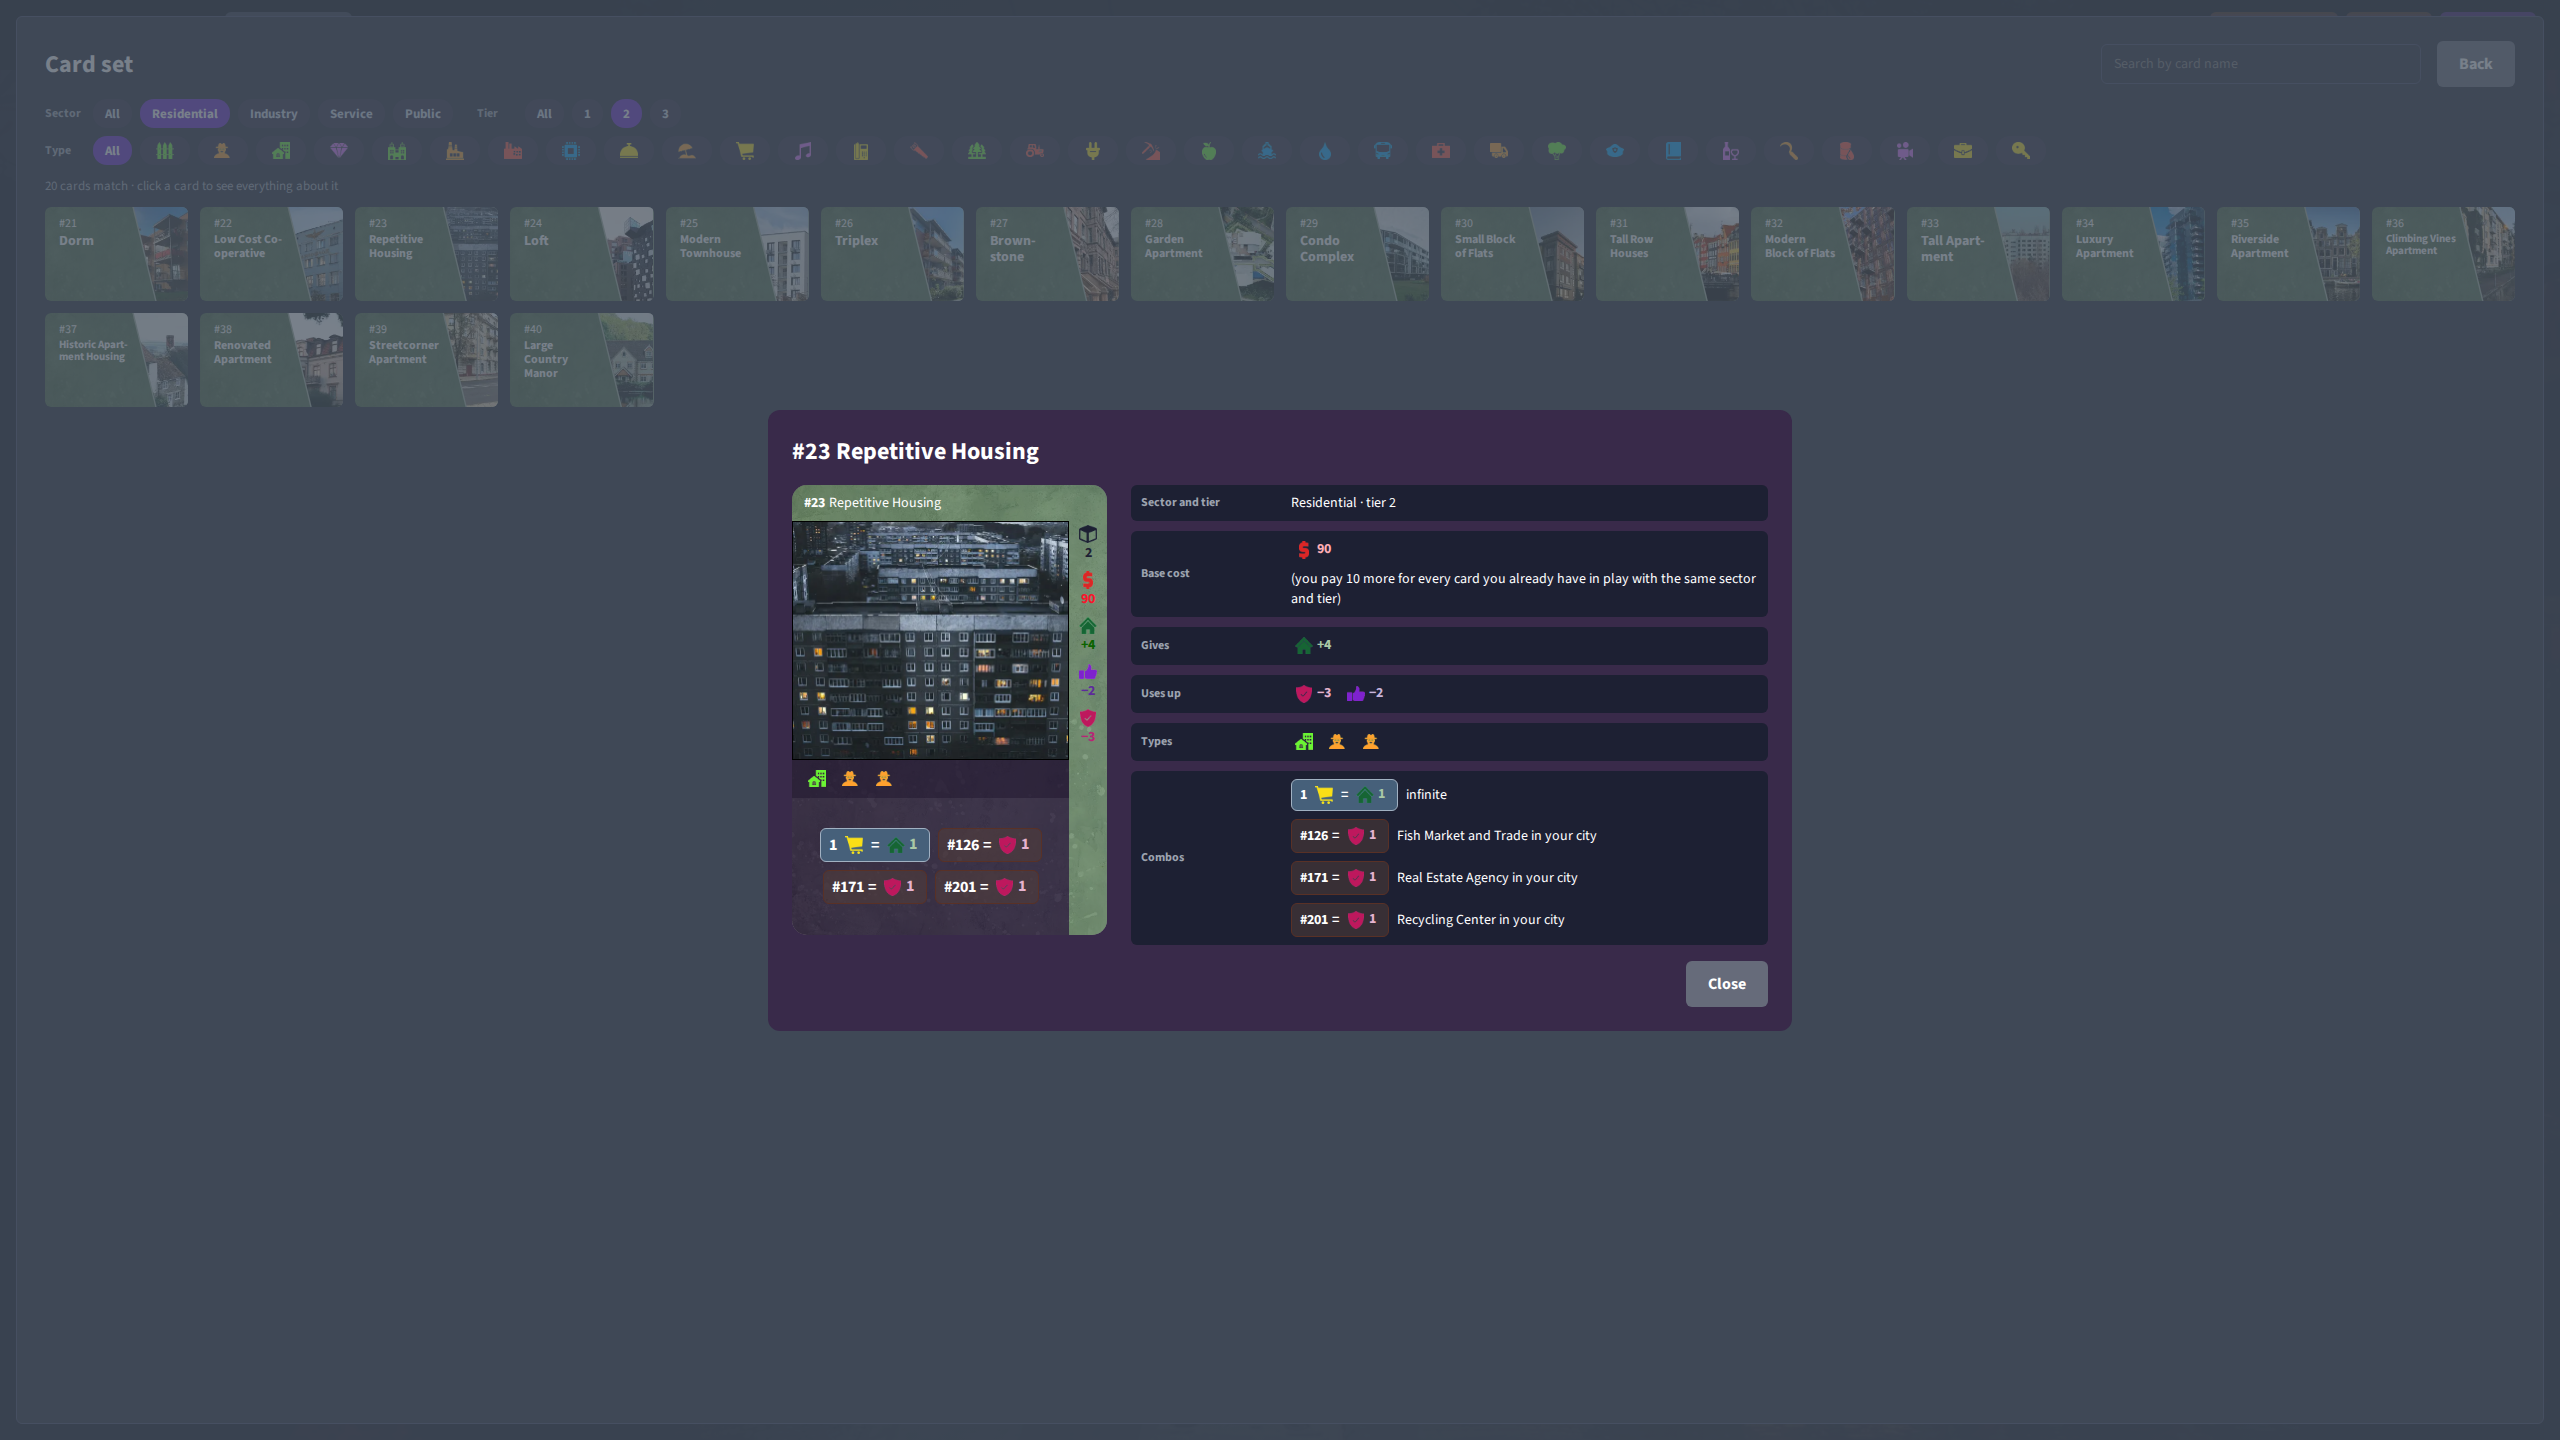 Card set
Search by card name
Back
Sector All Residential Industry Service Public Tier All 1 2 3
Type All
20 cards match · click a card to see everything about it
#21
Dorm
#22
Low Cost Co-
operative
#23
Repetitive
Housing
#24
Loft
#25
Modern
Townhouse
#26
Triplex
#27
Brown-
stone
#28
Garden
Apartment
#29
Condo
Complex
#30
Small Block
of Flats
#31
Tall Row
Houses
#32
Modern
Block of Flats
#33
Tall Apart-
ment
#34
Luxury
Apartment
#35
Riverside
Apartment
#36
Climbing Vines
Apartment
#37
Historic Apart-
ment Housing
#38
Renovated
Apartment
#39
Streetcorner
Apartment
#40
Large
Country
Manor
#23 Repetitive Housing
#23 Repetitive Housing
2
90
+4
−2
−3
1 = 1
#126 = 1
#171 = 1
#201 = 1
Sector and tier
Residential · tier 2
Base cost
$ 90
(you pay 10 more for every card you already have in play with the same sector
and tier)
Gives
+4
Uses up
−3 −2
Types
Combos
1 = 1 infinite
#126 = 1 Fish Market and Trade in your city
#171 = 1 Real Estate Agency in your city
#201 = 1 Recycling Center in your city
Close